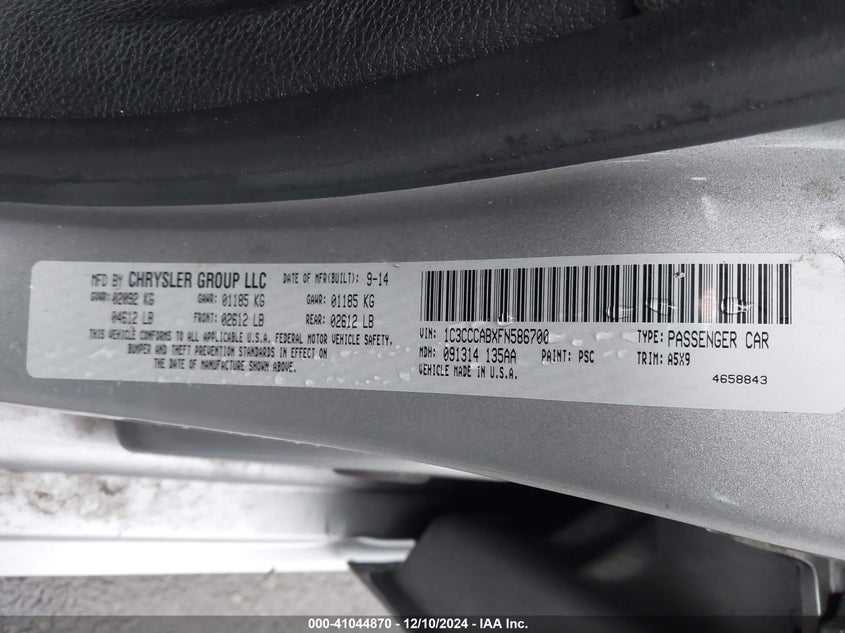 MFD BY CHRYSLER GROUP LLC DATE OF MFR(BUILT): 9-14
GVWR: 02092 KG GAWR: 01185 KG GAWR: 01185 KG
04612 LB FRONT: 02612 LB REAR: 02612 LB
THIS VEHICLE CONFORMS TO ALL APPLICABLE U.S.A. FEDERAL MOTOR VEHICLE SAFETY,
BUMPER AND THEFT PREVENTION STANDARDS IN EFFECT ON
THE DATE OF MANUFACTURE SHOWN ABOVE.
VIN: 1C3CCCABXFN586700 TYPE: PASSENGER CAR
MDH: 091314 135AA PAINT: PSC TRIM: A5X9
VEHICLE MADE IN U.S.A.
4658843
000-41044870 - 12/10/2024 - IAA Inc.